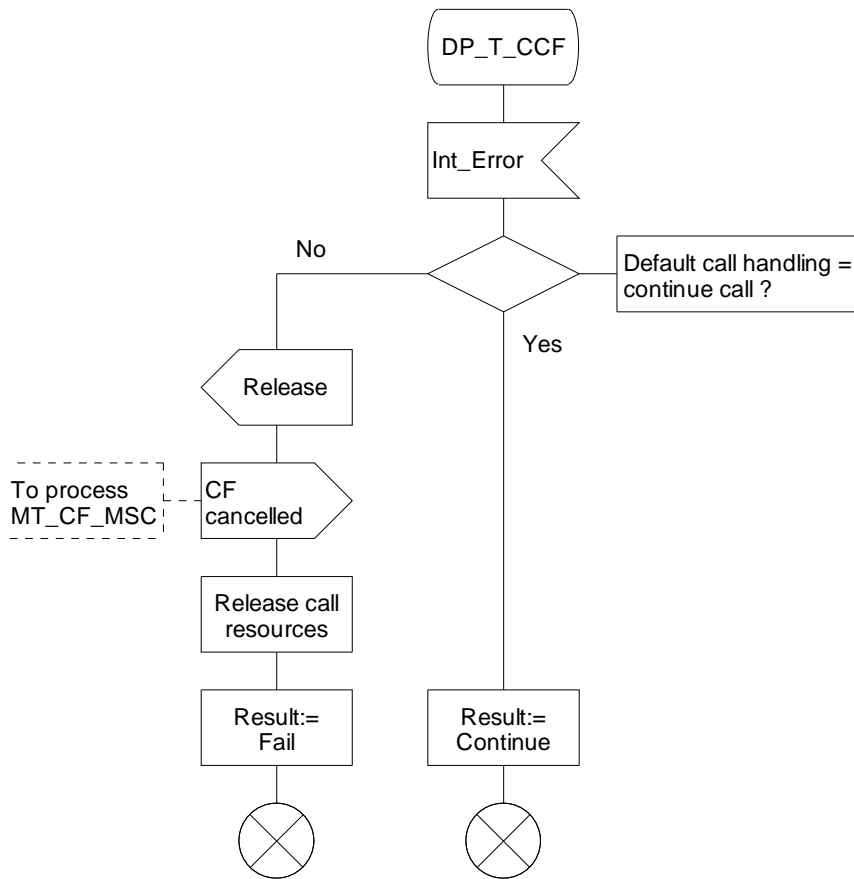 DP_T_CCF
Int_Error
No
Default call handling =
continue call ?
Yes
Release
To process
MT_CF_MSC
CF
cancelled
Release call
resources
Result:=
Fail
Result:=
Continue